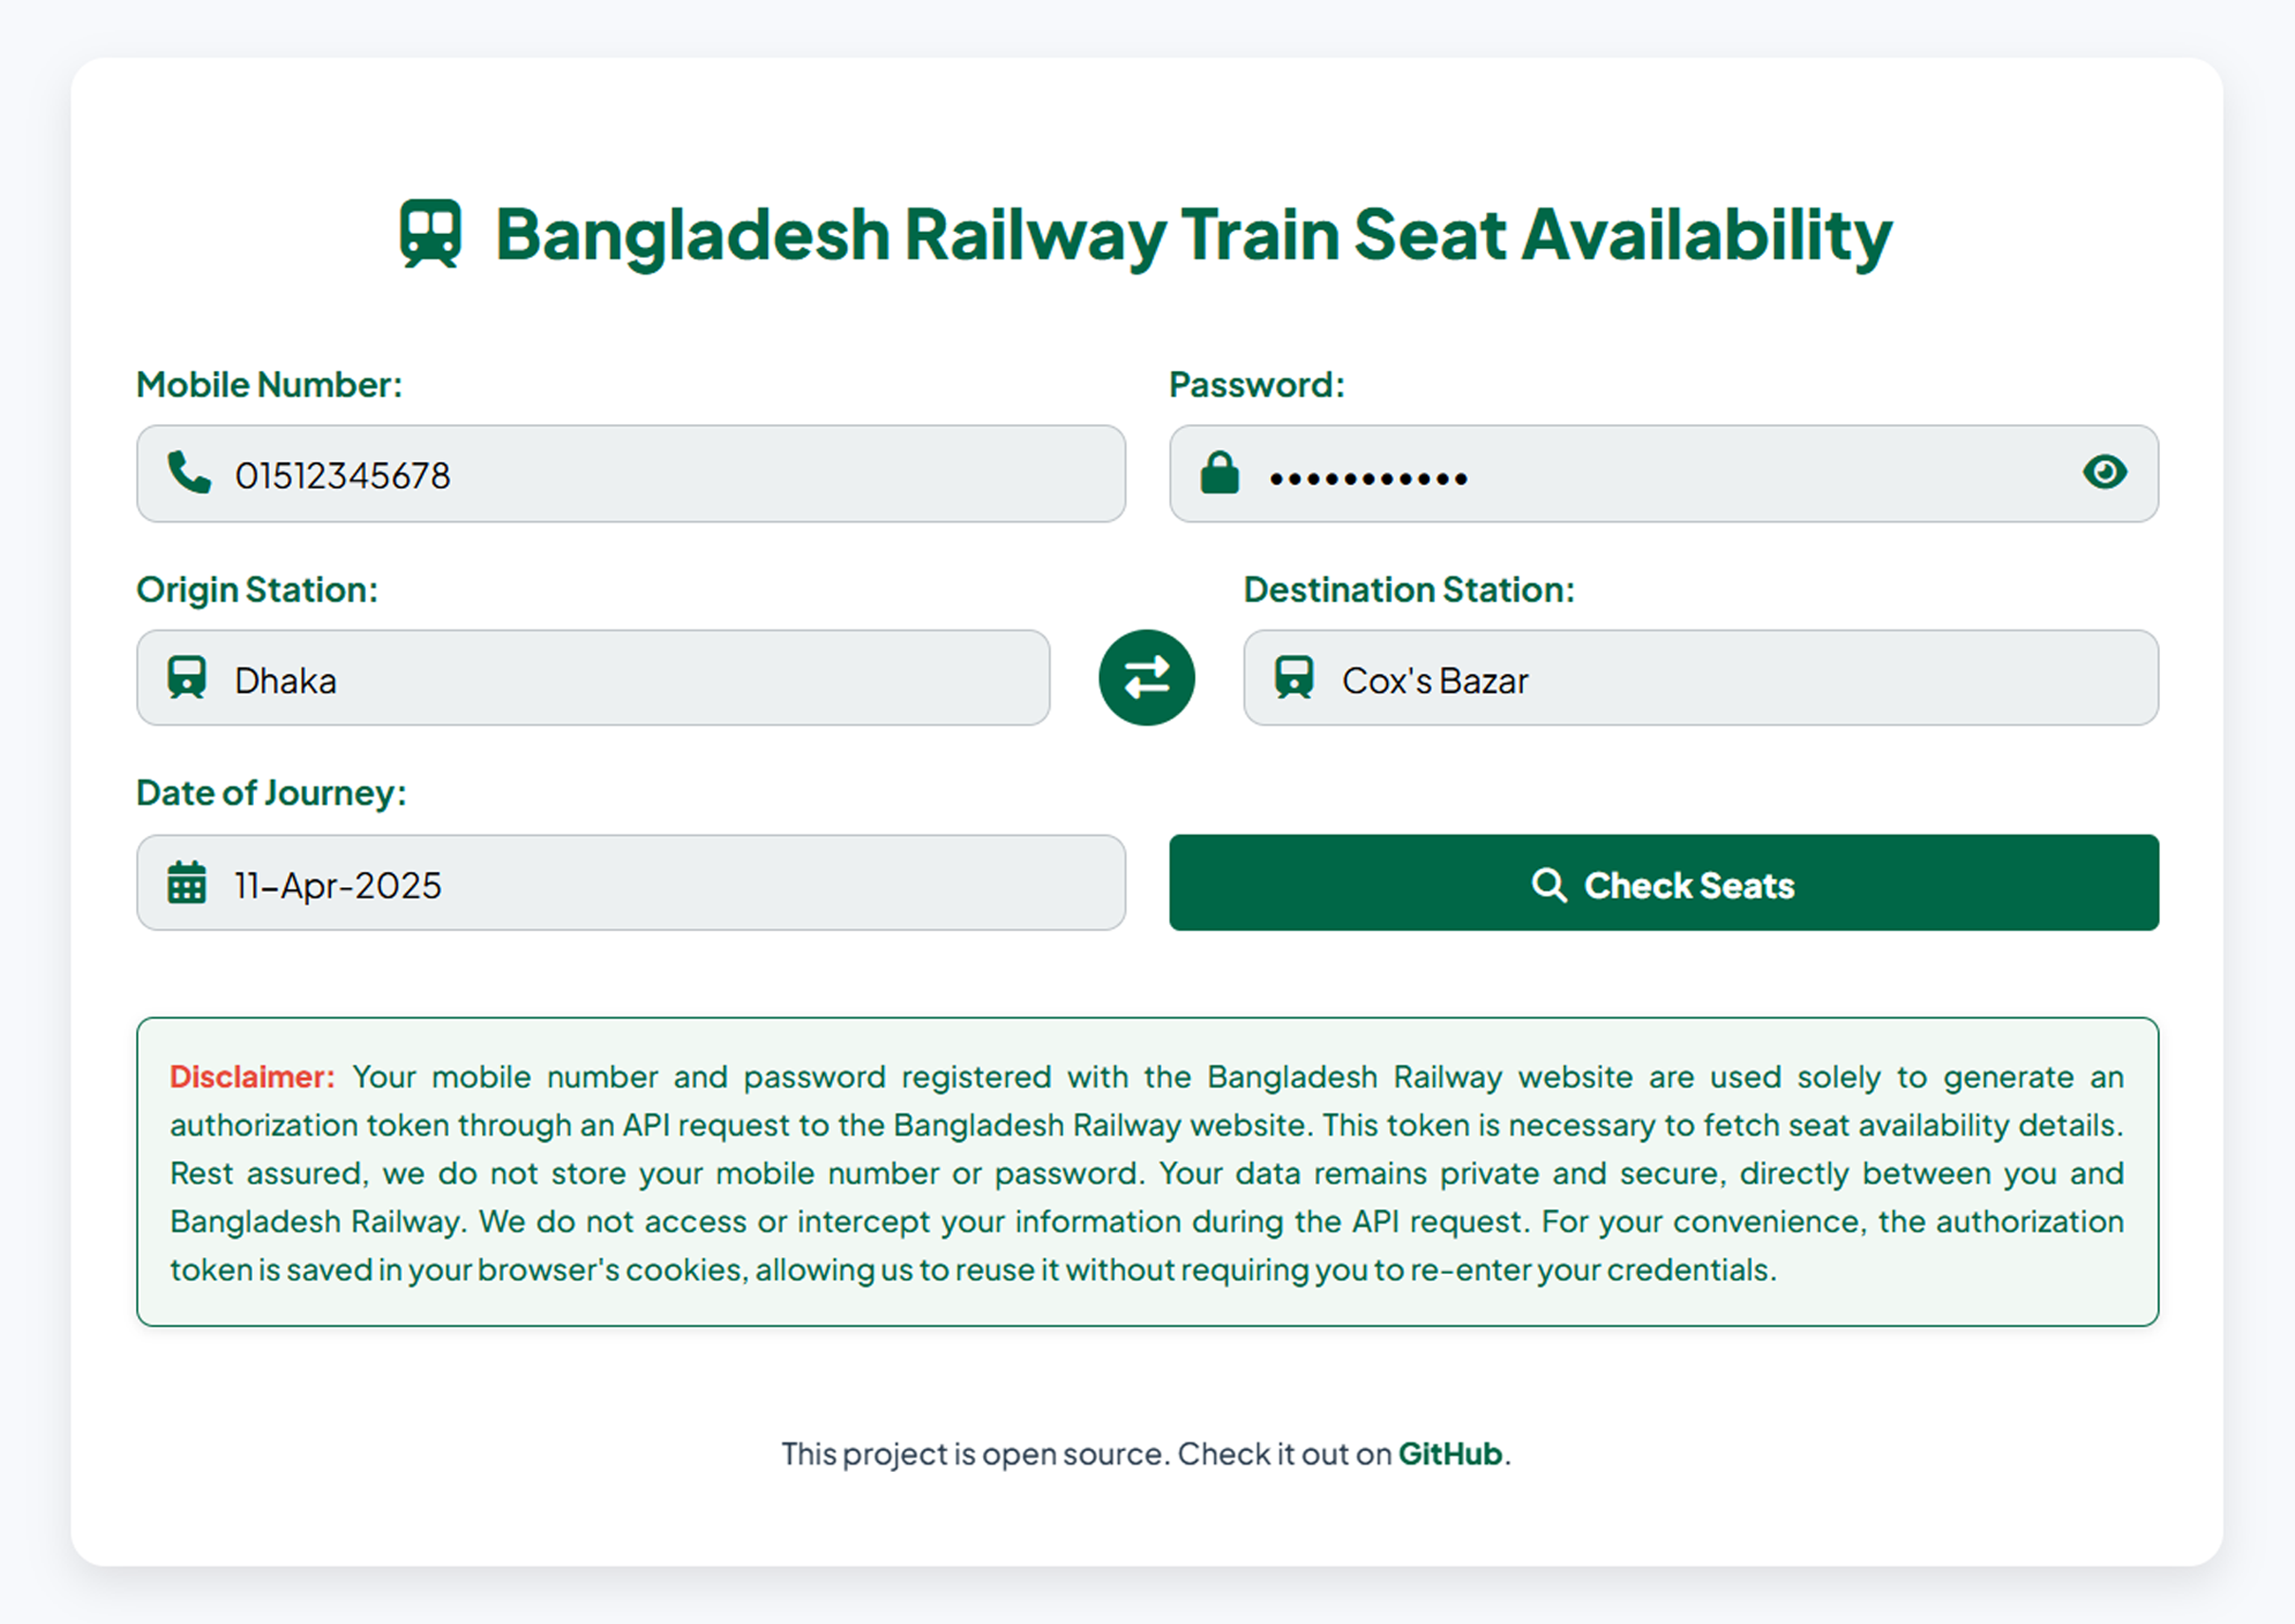 Bangladesh Railway Train Seat Availability
Mobile Number:
Password:
01512345678
•••••••••••
Origin Station:
Destination Station:
Dhaka
Cox's Bazar
Date of Journey:
11-Apr-2025
Check Seats
Disclaimer: Your mobile number and password registered with the Bangladesh Railway website are used solely to generate an
authorization token through an API request to the Bangladesh Railway website. This token is necessary to fetch seat availability details.
Rest assured, we do not store your mobile number or password. Your data remains private and secure, directly between you and
Bangladesh Railway. We do not access or intercept your information during the API request. For your convenience, the authorization
token is saved in your browser's cookies, allowing us to reuse it without requiring you to re-enter your credentials.
This project is open source. Check it out on GitHub.